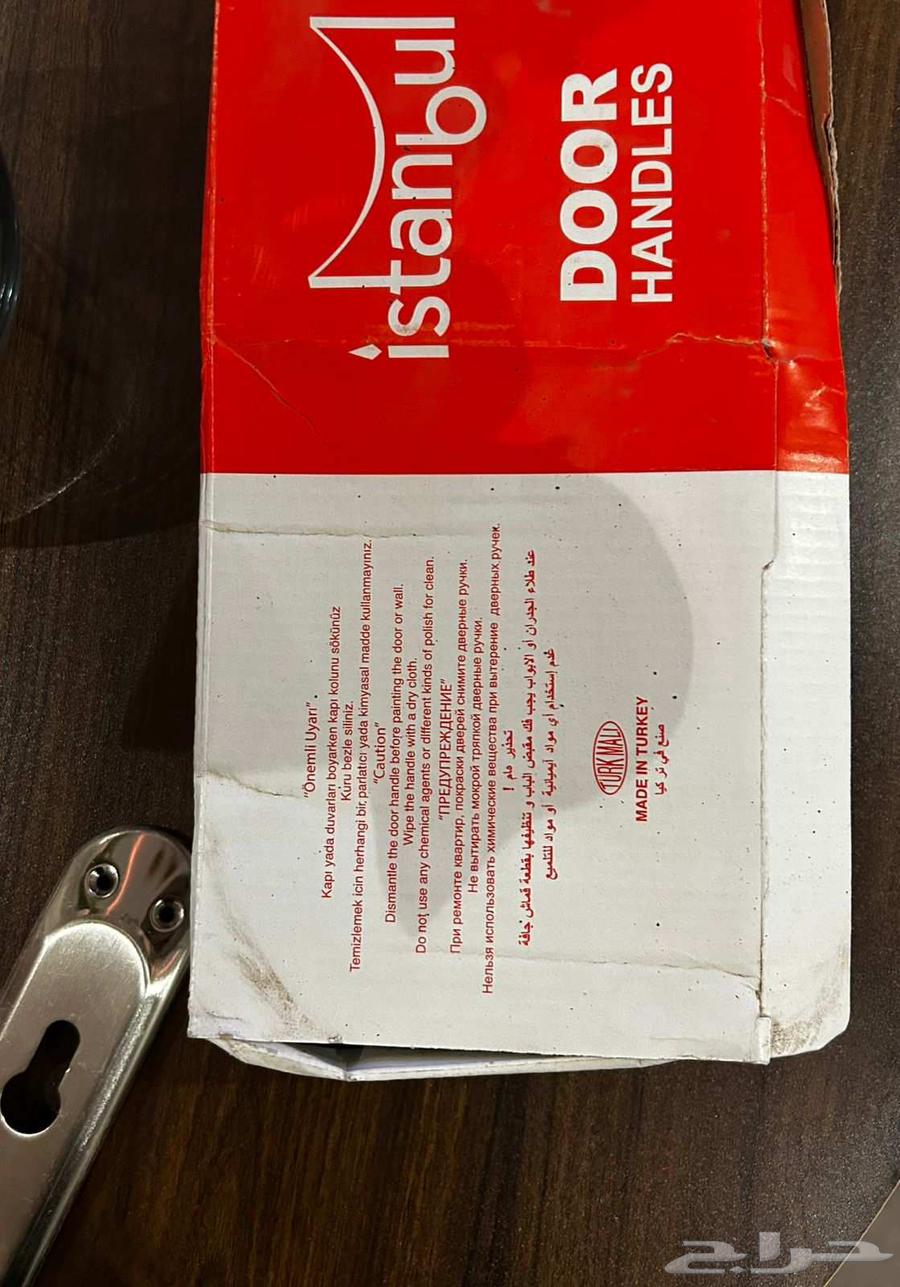 istanbul
DOOR
HANDLES
"Önemli Uyarı".
Kapı yada duvarları boyarken kapı kolunu sökünüz
Kuru bezle siliniz.
Temizlemek icin herhangi bir parlatıcı yada kimyasal madde kullanmayınız.
"Caution"
Dismantle the door handle before painting the door or wall.
Wipe the handle with a dry cloth.
Do not use any chemical agents or different kinds of polish for clean.
"ПРЕДУПРЕЖДЕНИЕ"
При ремонте квартир, покраски дверей снимите дверные ручки.
Не вытирать мокрой тряпкой дверные ручки.
Нельзя использовать химические вещества при вытерение дверных ручек.
تحذير هام !
عند طلاء الجدران او الابواب يجب فك مقبض الباب و تنظيفها بقطعة قماش جافة
عدم إستخدام أي مواد كيميائية أو مواد للتلميع
TÜRK MALI
MADE IN TURKEY
صنع في تركيا
حراج